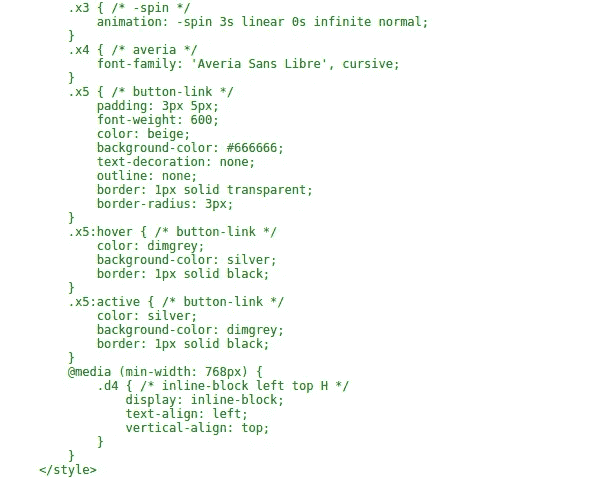 .x3 { /* -spin */
animation: -spin 3s linear 0s infinite normal;
}
.x4 { /* averia */
font-family: 'Averia Sans Libre', cursive;
}
.x5 { /* button-link */
padding: 3px 5px;
font-weight: 600;
color: beige;
background-color: #666666;
text-decoration: none;
outline: none;
border: 1px solid transparent;
border-radius: 3px;
}
.x5:hover { /* button-link */
color: dimgrey;
background-color: silver;
border: 1px solid black;
}
.x5:active { /* button-link */
color: silver;
background-color: dimgrey;
border: 1px solid black;
}
@media (min-width: 768px) {
.d4 { /* inline-block left top H */
display: inline-block;
text-align: left;
vertical-align: top;
}
}
</style>